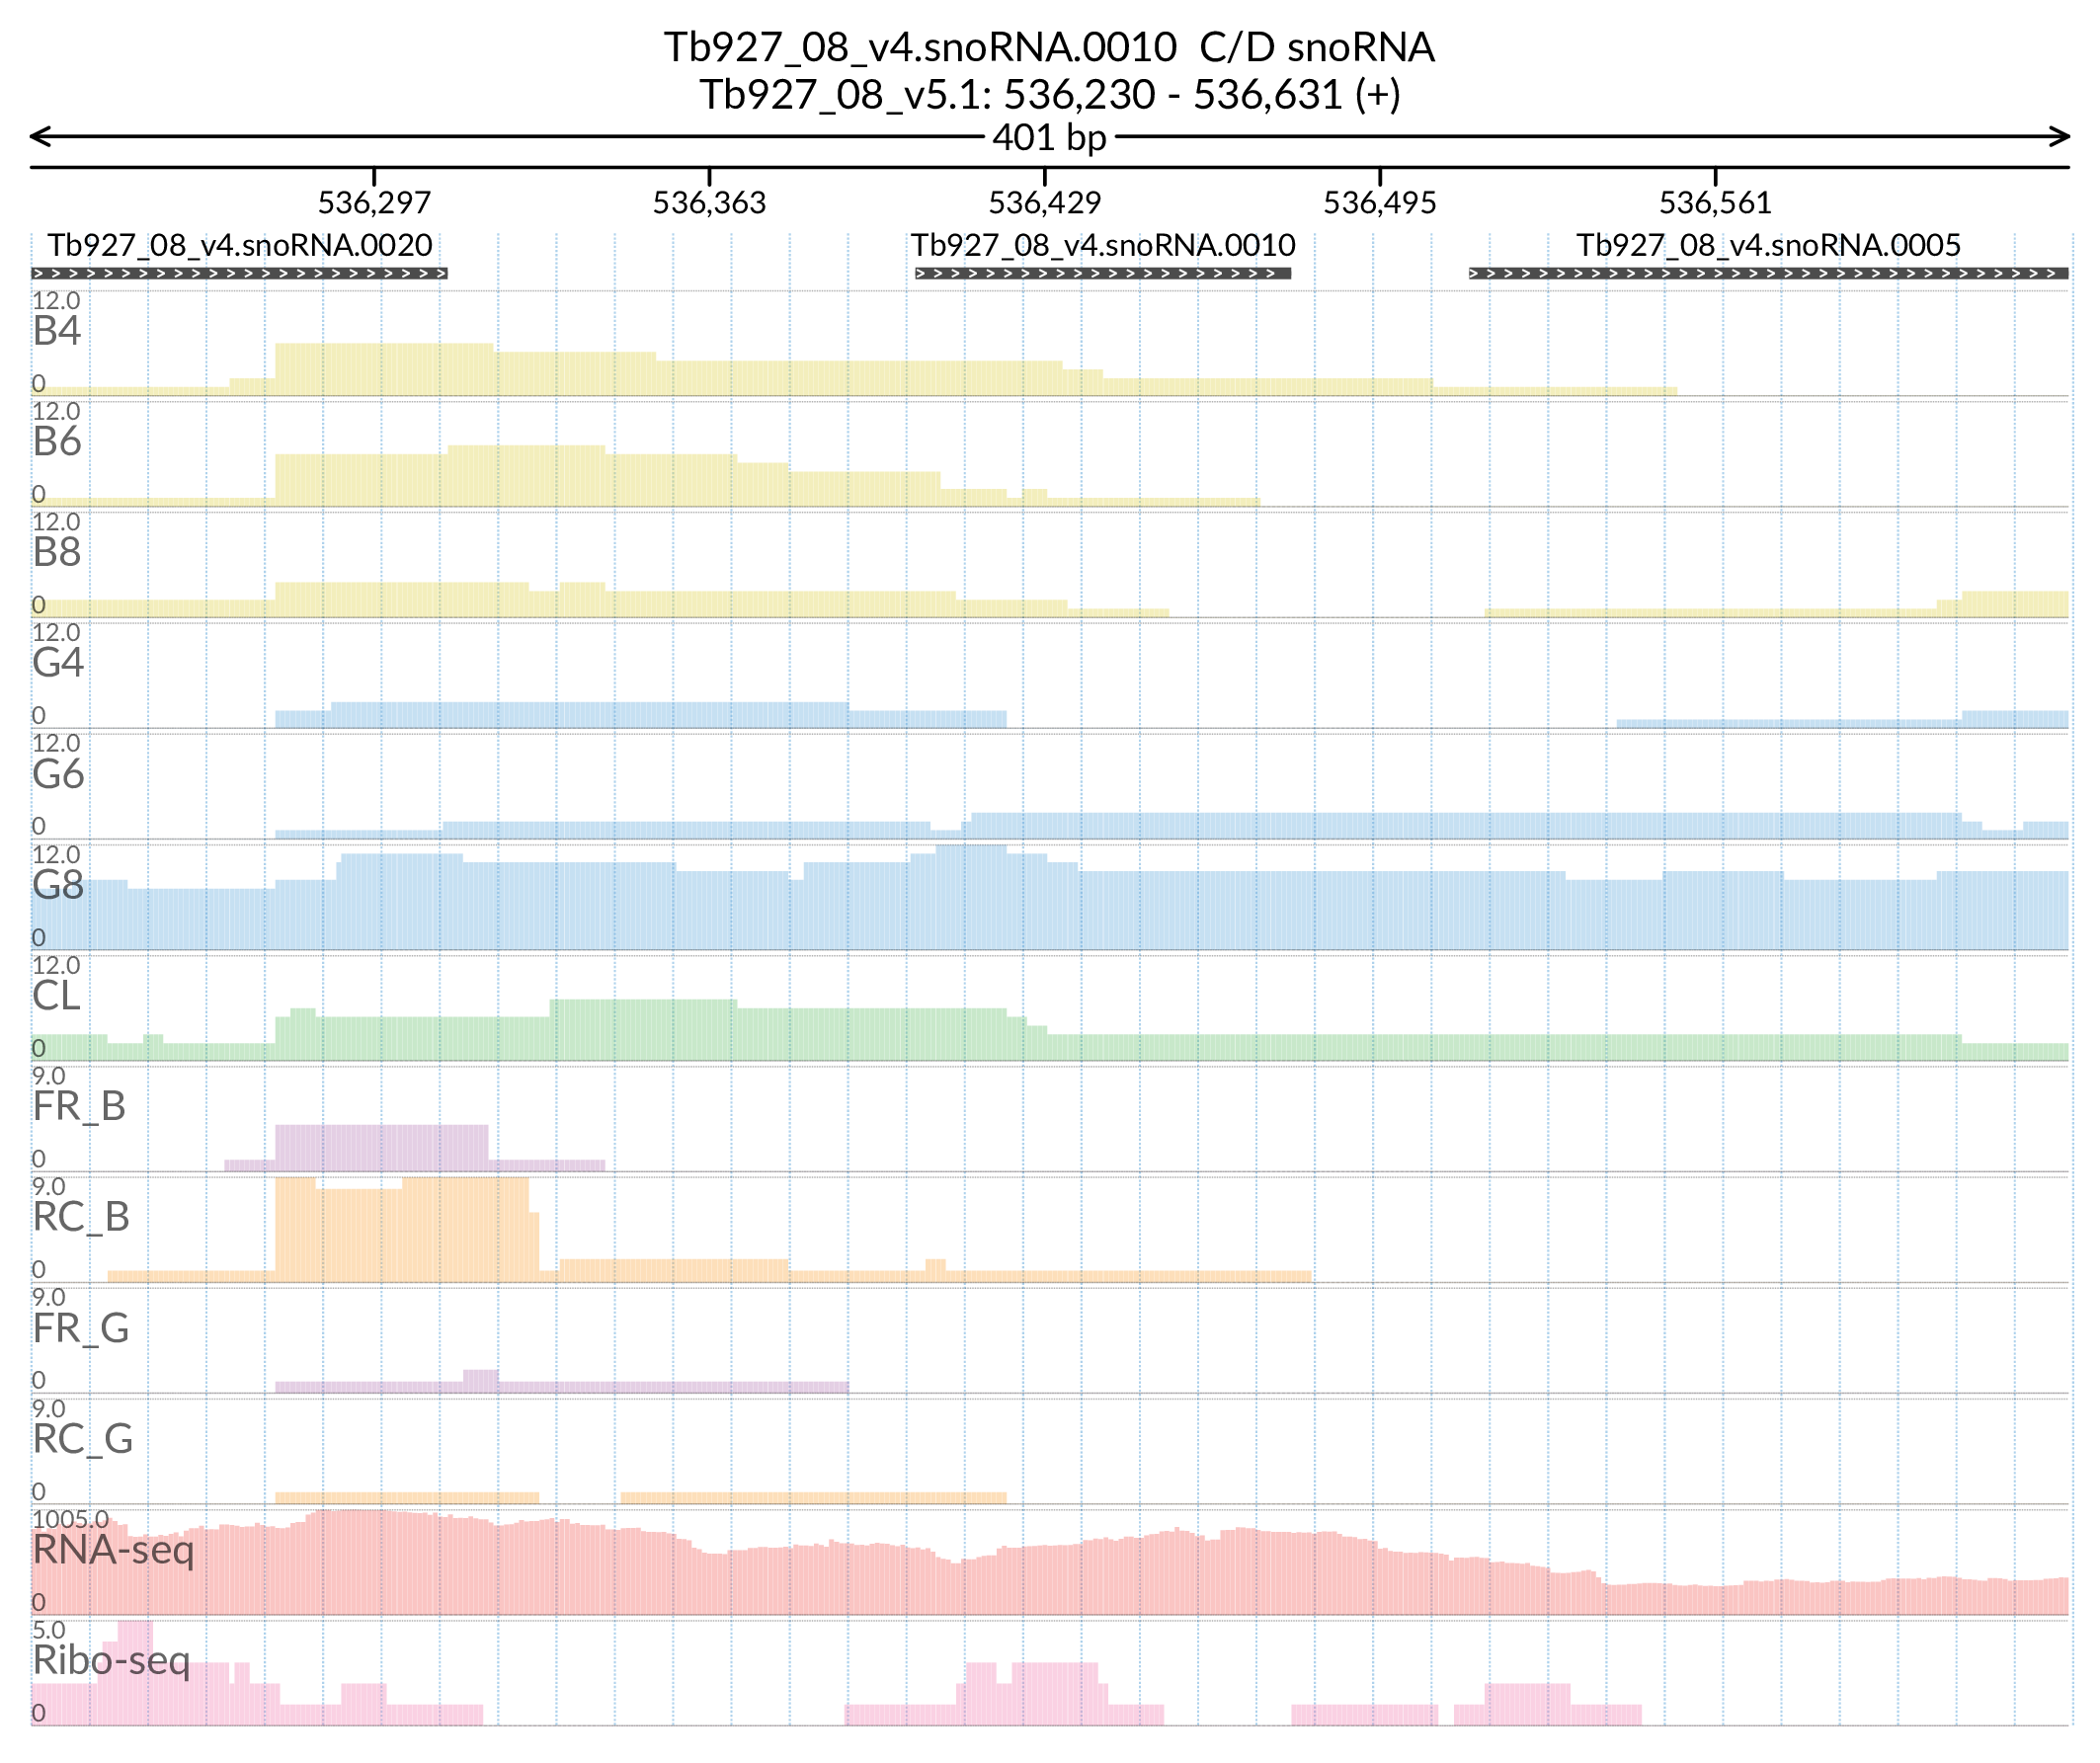 Tb927_08_v4.snoRNA.0010 C/D snoRNA
Tb927_08_v5.1: 536,230 - 536,631 (+)
401 bp
536,297 536,363 536,429 536,495 536,561
Tb927_08_v4.snoRNA.0020 Tb927_08_v4.snoRNA.0010 Tb927_08_v4.snoRNA.0005
12.0
B4
0
12.0
B6
0
12.0
B8
0
12.0
G4
0
12.0
G6
0
12.0
G8
0
12.0
CL
0
9.0
FR_B
0
9.0
RC_B
0
9.0
FR_G
0
9.0
RC_G
0
1005.0
RNA-seq
0
5.0
Ribo-seq
0